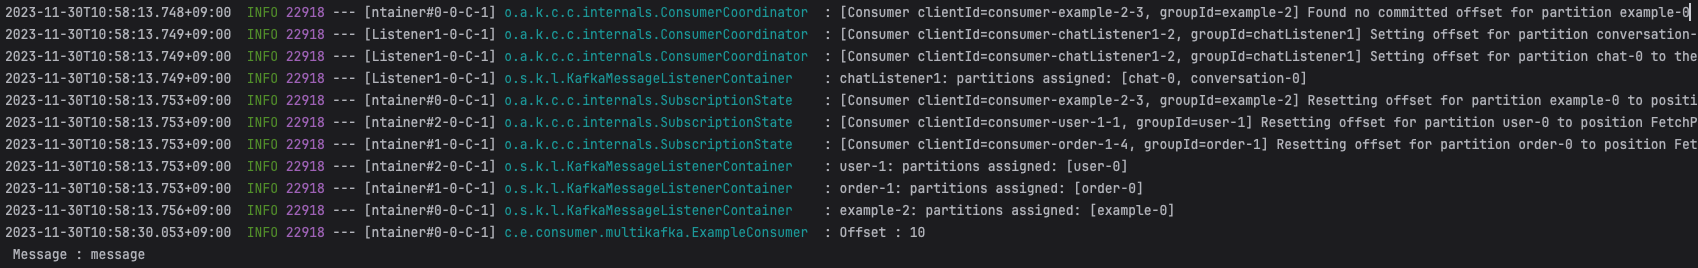 2023-11-30T10:58:13.748+09:00  INFO 22918 --- [ntainer#0-0-C-1] o.a.k.c.c.internals.ConsumerCoordinator  : [Consumer clientId=consumer-example-2-3, groupId=example-2] Found no committed offset for partition example-0
2023-11-30T10:58:13.749+09:00  INFO 22918 --- [Listener1-0-C-1] o.a.k.c.c.internals.ConsumerCoordinator  : [Consumer clientId=consumer-chatListener1-2, groupId=chatListener1] Setting offset for partition conversation-
2023-11-30T10:58:13.749+09:00  INFO 22918 --- [Listener1-0-C-1] o.a.k.c.c.internals.ConsumerCoordinator  : [Consumer clientId=consumer-chatListener1-2, groupId=chatListener1] Setting offset for partition chat-0 to the
2023-11-30T10:58:13.749+09:00  INFO 22918 --- [Listener1-0-C-1] o.s.k.l.KafkaMessageListenerContainer    : chatListener1: partitions assigned: [chat-0, conversation-0]
2023-11-30T10:58:13.753+09:00  INFO 22918 --- [ntainer#0-0-C-1] o.a.k.c.c.internals.SubscriptionState    : [Consumer clientId=consumer-example-2-3, groupId=example-2] Resetting offset for partition example-0 to positi
2023-11-30T10:58:13.753+09:00  INFO 22918 --- [ntainer#2-0-C-1] o.a.k.c.c.internals.SubscriptionState    : [Consumer clientId=consumer-user-1-1, groupId=user-1] Resetting offset for partition user-0 to position FetchP
2023-11-30T10:58:13.753+09:00  INFO 22918 --- [ntainer#1-0-C-1] o.a.k.c.c.internals.SubscriptionState    : [Consumer clientId=consumer-order-1-4, groupId=order-1] Resetting offset for partition order-0 to position Fet
2023-11-30T10:58:13.753+09:00  INFO 22918 --- [ntainer#2-0-C-1] o.s.k.l.KafkaMessageListenerContainer    : user-1: partitions assigned: [user-0]
2023-11-30T10:58:13.753+09:00  INFO 22918 --- [ntainer#1-0-C-1] o.s.k.l.KafkaMessageListenerContainer    : order-1: partitions assigned: [order-0]
2023-11-30T10:58:13.756+09:00  INFO 22918 --- [ntainer#0-0-C-1] o.s.k.l.KafkaMessageListenerContainer    : example-2: partitions assigned: [example-0]
2023-11-30T10:58:30.053+09:00  INFO 22918 --- [ntainer#0-0-C-1] c.e.consumer.multikafka.ExampleConsumer  : Offset : 10
 Message : message